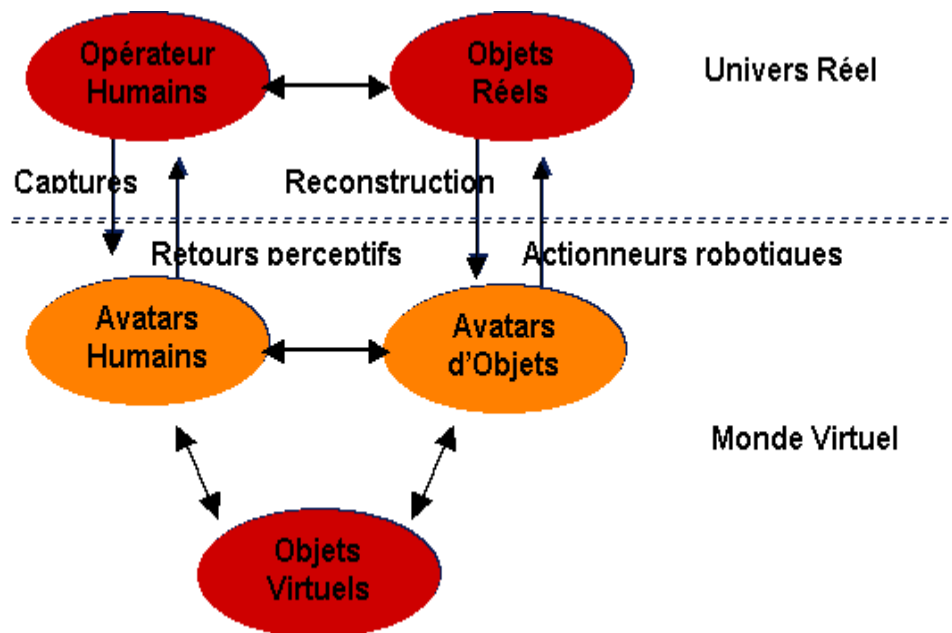 Opérateur
Humains
Objets
Réels
Univers Réel
Captures
Reconstruction
Retours perceptifs
Actionneurs robotiques
Avatars
Humains
Avatars
d'Objets
Monde Virtuel
Objets
Virtuels